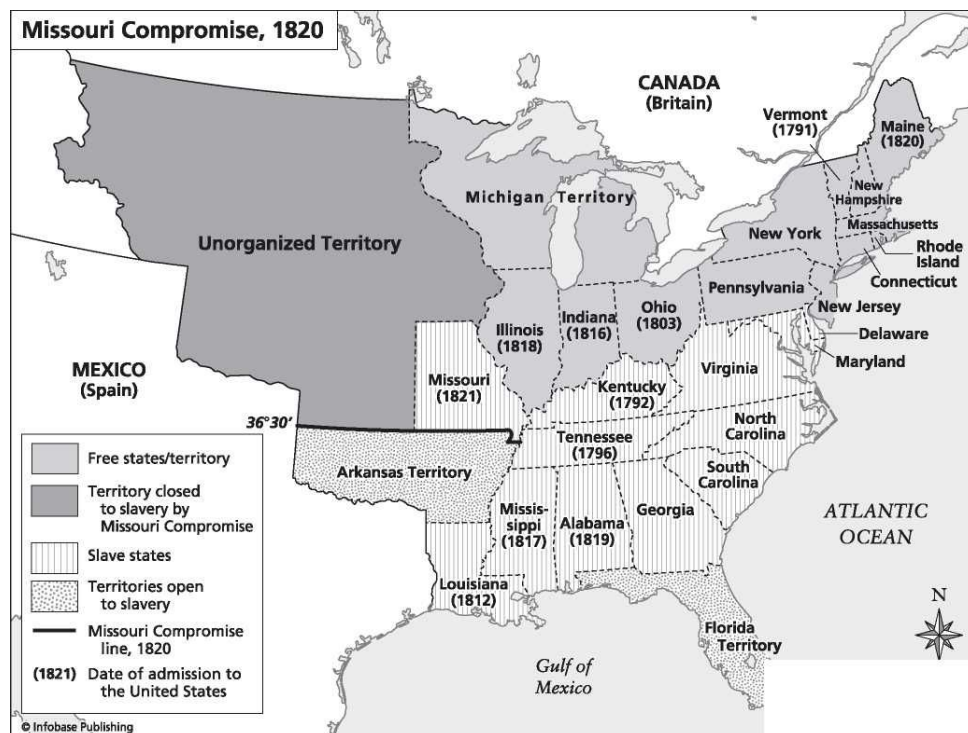 Missouri Compromise, 1820
CANADA
(Britain)
Vermont
(1791)
Maine
(1820)
New
Hampshire
Massachusetts
Rhode
Island
Connecticut
Michigan Territory
New York
Unorganized Territory
Pennsylvania
New Jersey
Delaware
Maryland
Illinois
(1818)
Indiana
(1816)
Ohio
(1803)
MEXICO
(Spain)
Missouri
(1821)
Kentucky
(1792)
Virginia
36°30'
North
Carolina
Tennessee
(1796)
Arkansas Territory
South
Carolina
Missis-
sippi
(1817)
Alabama
(1819)
Georgia
ATLANTIC
OCEAN
Louisiana
(1812)
Florida
Territory
Gulf of
Mexico
N
Free states/territory
Territory closed
to slavery by
Missouri Compromise
Slave states
Territories open
to slavery
Missouri Compromise
line, 1820
(1821) Date of admission to
the United States
© Infobase Publishing